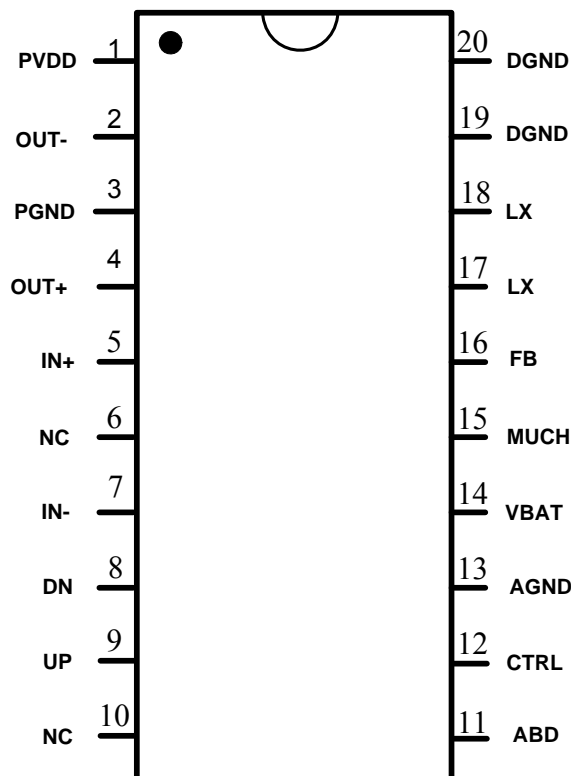 PVDD 1 20 DGND
OUT- 2 19 DGND
PGND 3 18 LX
OUT+ 4 17 LX
IN+ 5 16 FB
NC 6 15 MUCH
IN- 7 14 VBAT
DN 8 13 AGND
UP 9 12 CTRL
NC 10 11 ABD